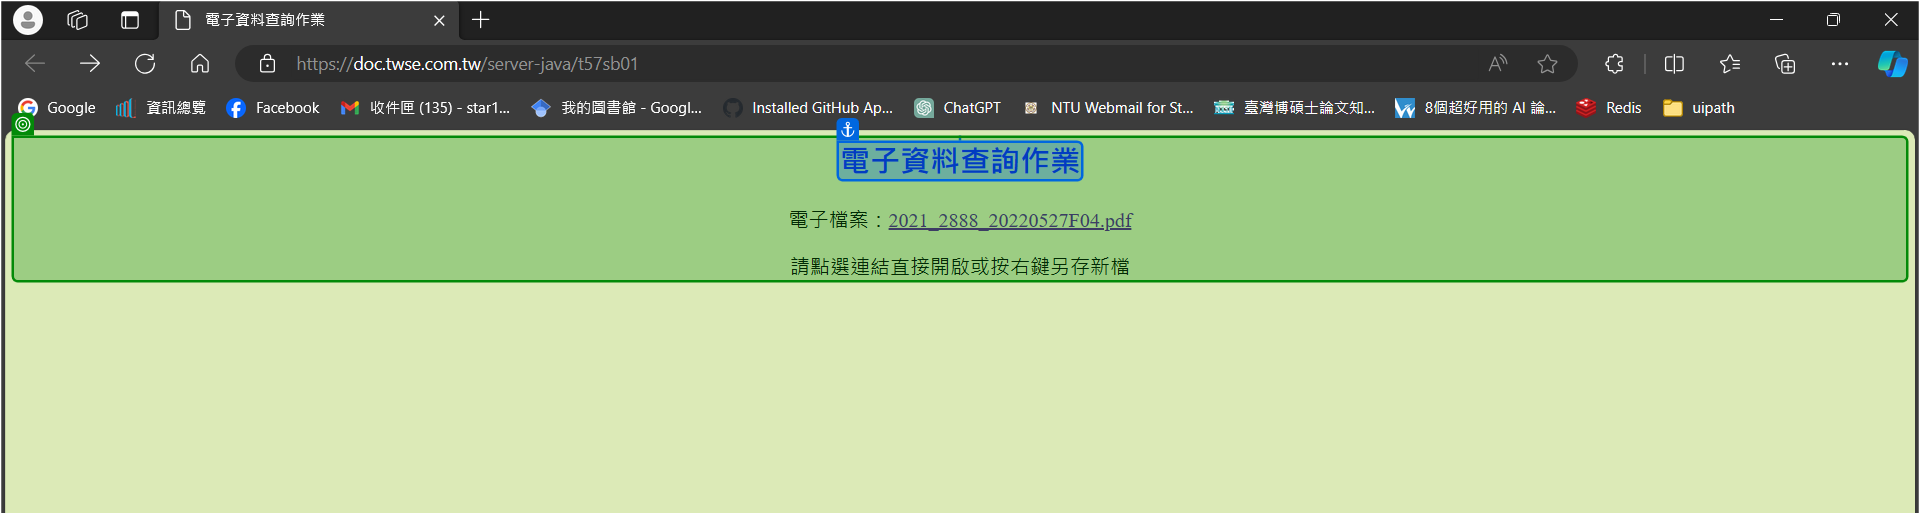 電子資料查詢作業
https://doc.twse.com.tw/server-java/t57sb01
Google 資訊總覽 Facebook 收件匣 (135) - star1... 我的圖書館 - Googl... Installed GitHub Ap... ChatGPT NTU Webmail for St... 臺灣博碩士論文知... 8個超好用的 AI 論... Redis uipath
電子資料查詢作業
電子檔案：2021_2888_20220527F04.pdf
請點選連結直接開啟或按右鍵另存新檔